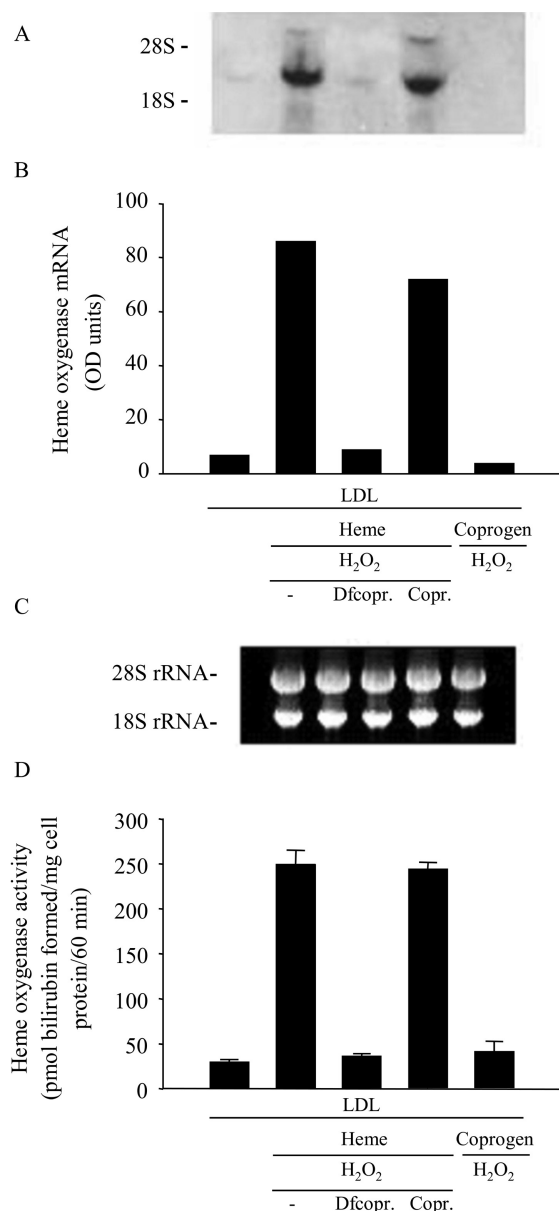 A
28S -
18S -
B
Heme oxygenase mRNA
(OD units)
100
80
60
40
20
0
LDL
Heme Coprogen
H₂O₂ H₂O₂
- Dfcopr. Copr.
C
28S rRNA-
18S rRNA-
D
Heme oxygenase activity
(pmol bilirubin formed/mg cell
protein/60 min)
300
250
200
150
100
50
0
LDL
Heme Coprogen
H₂O₂ H₂O₂
- Dfcopr. Copr.